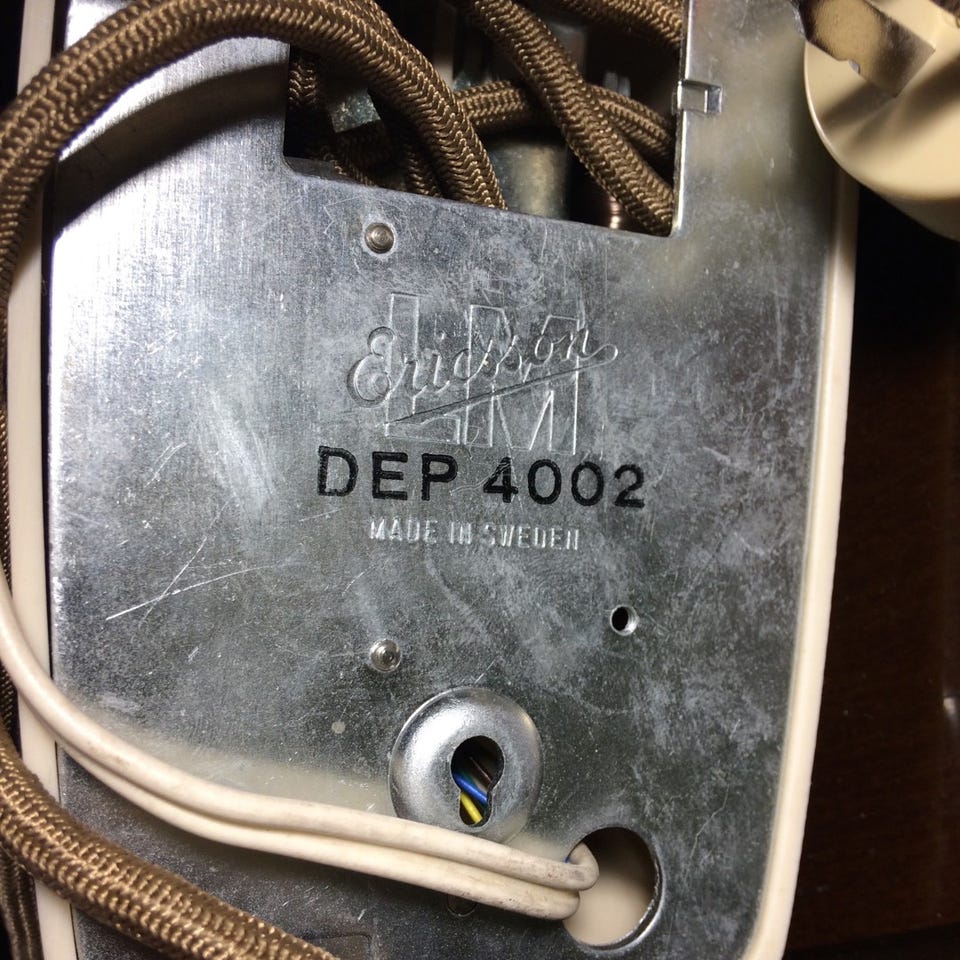 LM
Ericsson
DEP 4002
MADE IN SWEDEN